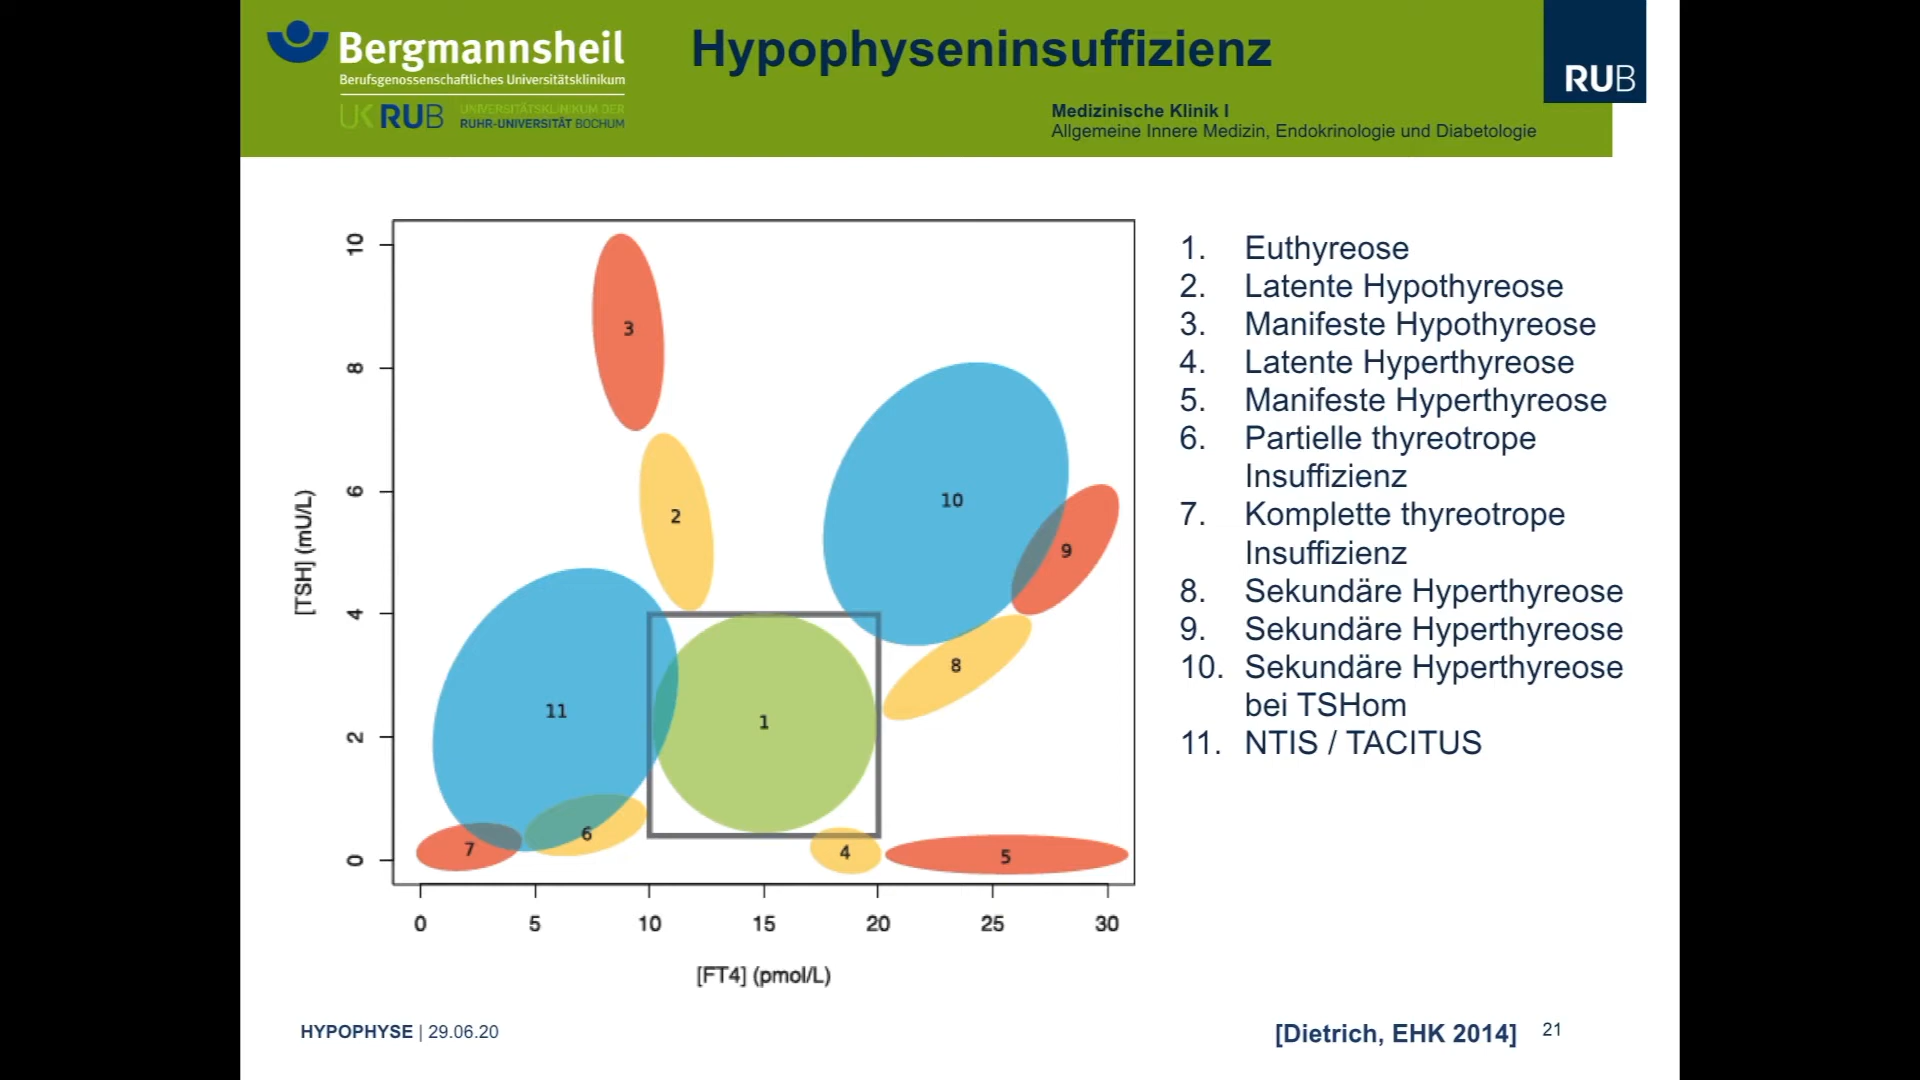 Bergmannsheil
Berufsgenossenschaftliches Universitätsklinikum
UK RUB
UNIVERSITÄTSKLINIKUM DER
RUHR-UNIVERSITÄT BOCHUM
Hypophyseninsuffizienz
Medizinische Klinik I
Allgemeine Innere Medizin, Endokrinologie und Diabetologie
RUB
[TSH] (mU/L)
10
8
6
4
2
0
3
2
10
9
8
11
1
6
7
4
5
0 5 10 15 20 25 30
[FT4] (pmol/L)
1. Euthyreose
2. Latente Hypothyreose
3. Manifeste Hypothyreose
4. Latente Hyperthyreose
5. Manifeste Hyperthyreose
6. Partielle thyreotrope
Insuffizienz
7. Komplette thyreotrope
Insuffizienz
8. Sekundäre Hyperthyreose
9. Sekundäre Hyperthyreose
10. Sekundäre Hyperthyreose
bei TSHom
11. NTIS / TACITUS
HYPOPHYSE | 29.06.20
[Dietrich, EHK 2014]
21